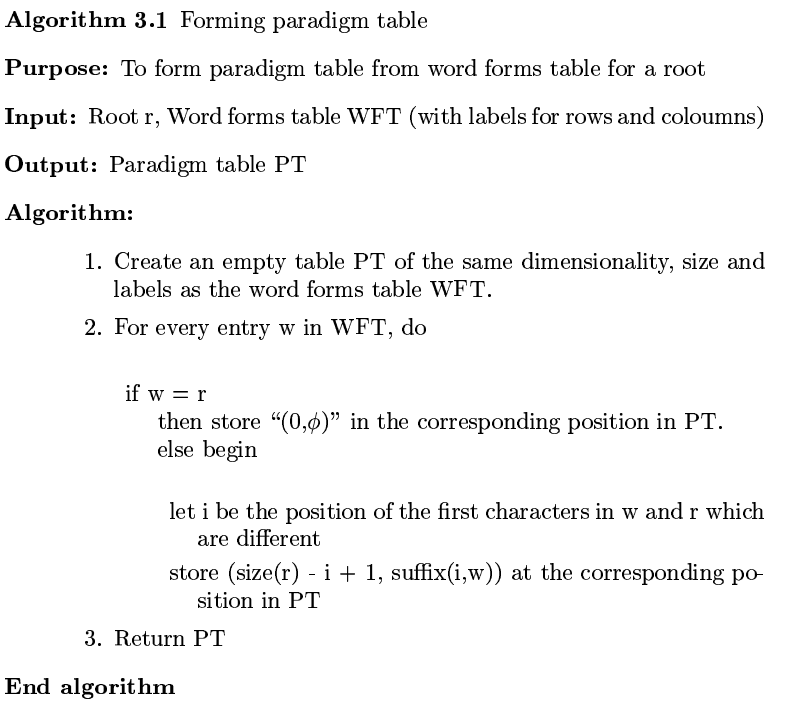 Algorithm 3.1 Forming paradigm table
Purpose: To form paradigm table from word forms table for a root
Input: Root r, Word forms table WFT (with labels for rows and coloumns)
Output: Paradigm table PT
Algorithm:
1. Create an empty table PT of the same dimensionality, size and
labels as the word forms table WFT.
2. For every entry w in WFT, do
if w = r
then store “(0,ϕ)” in the corresponding position in PT.
else begin
let i be the position of the first characters in w and r which
are different
store (size(r) - i + 1, suffix(i,w)) at the corresponding po-
sition in PT
3. Return PT
End algorithm